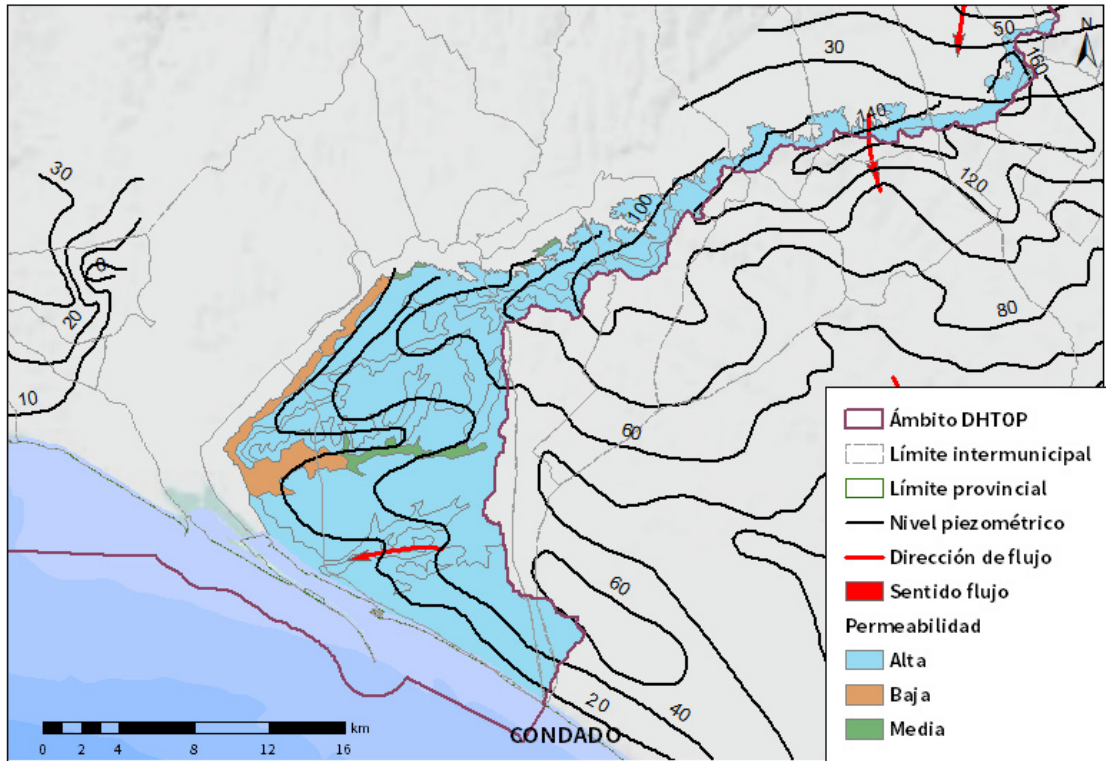 50
N
30
160
140
30
120
100
0
20
80
10
60
60
20
40
CONDADO
km
0 2 4 8 12 16
Ámbito DHTOP
Límite intermunicipal
Límite provincial
Nivel piezométrico
Dirección de flujo
Sentido flujo
Permeabilidad
Alta
Baja
Media